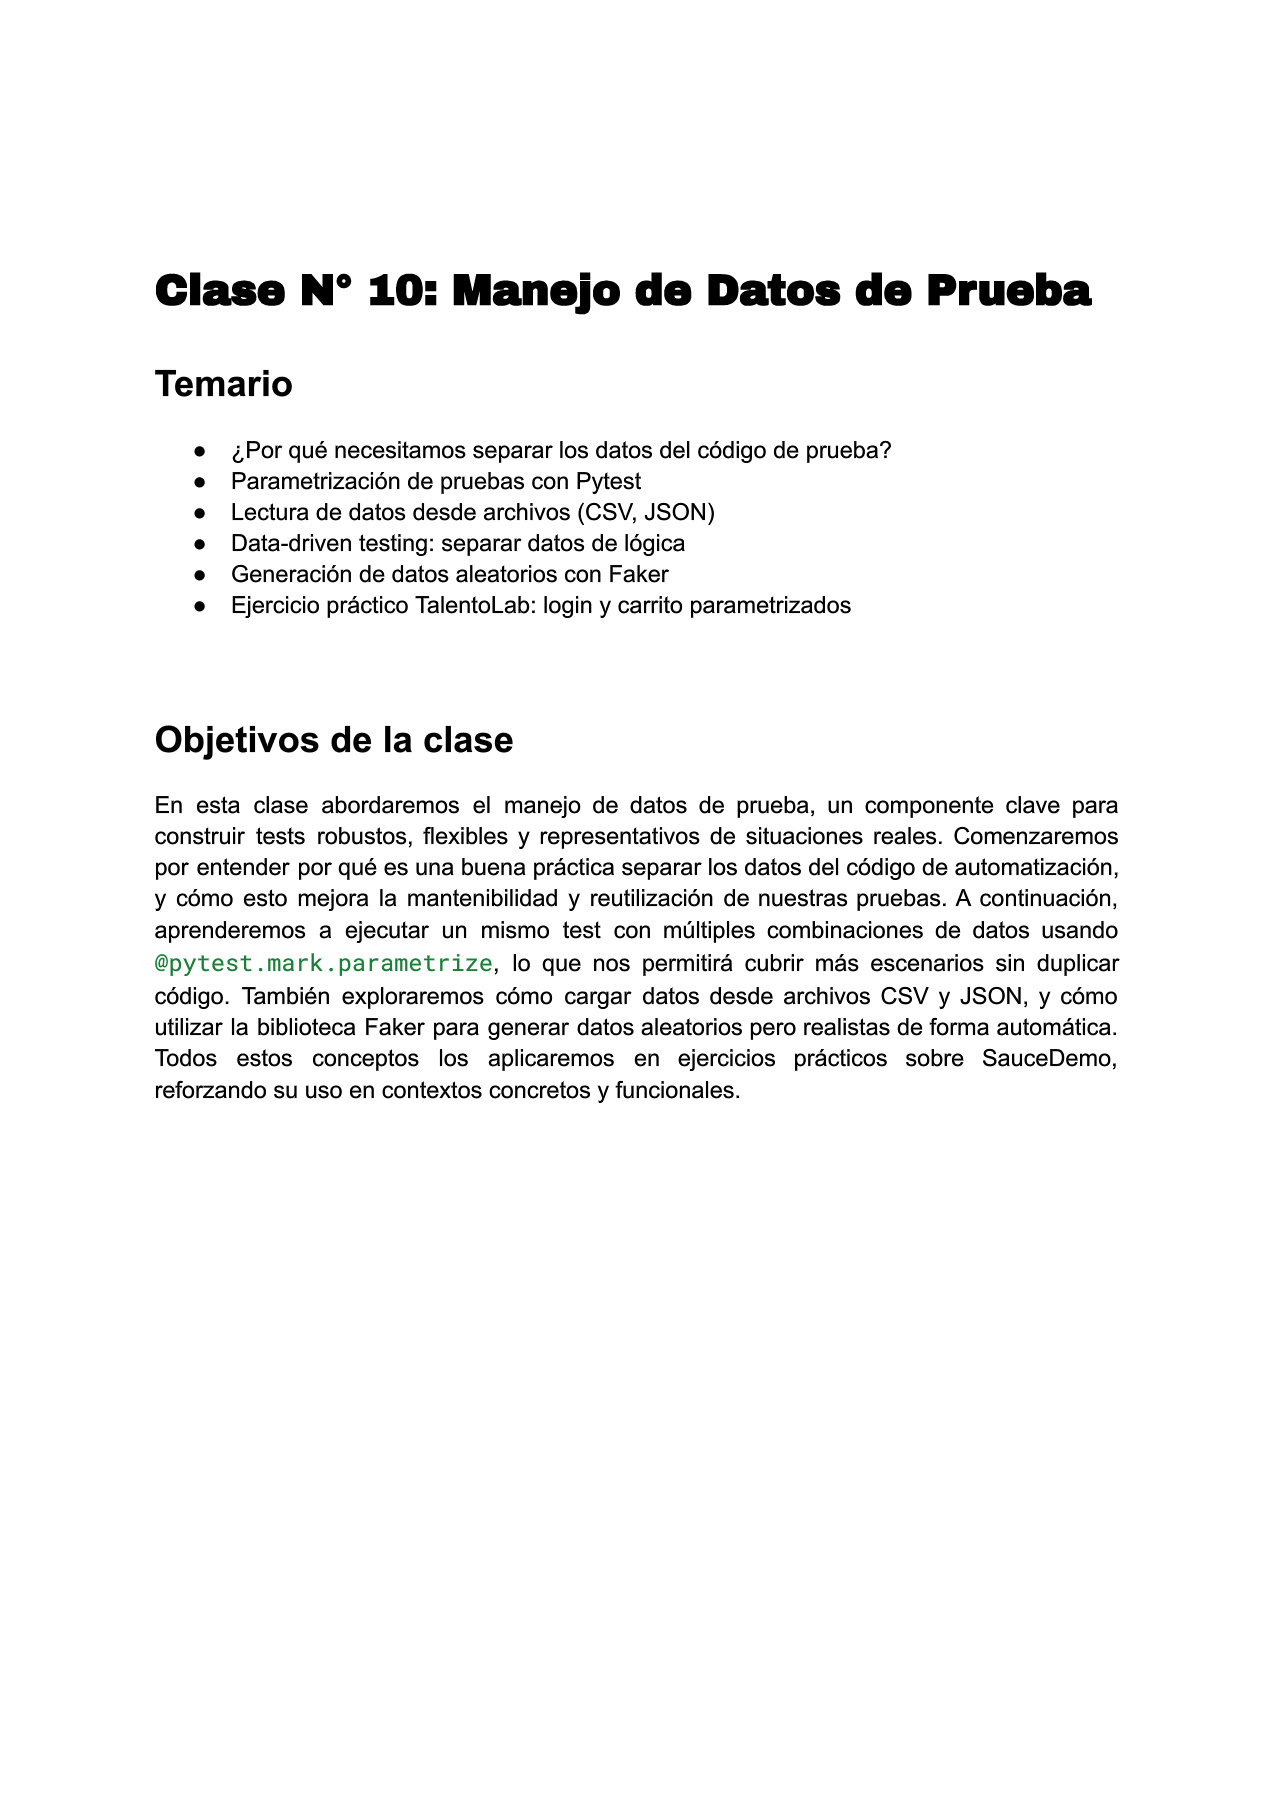 Clase N° 10: Manejo de Datos de Prueba
Temario
● ¿Por qué necesitamos separar los datos del código de prueba?
● Parametrización de pruebas con Pytest
● Lectura de datos desde archivos (CSV, JSON)
● Data-driven testing: separar datos de lógica
● Generación de datos aleatorios con Faker
● Ejercicio práctico TalentoLab: login y carrito parametrizados
Objetivos de la clase
En esta clase abordaremos el manejo de datos de prueba, un componente clave para
construir tests robustos, flexibles y representativos de situaciones reales. Comenzaremos
por entender por qué es una buena práctica separar los datos del código de automatización,
y cómo esto mejora la mantenibilidad y reutilización de nuestras pruebas. A continuación,
aprenderemos a ejecutar un mismo test con múltiples combinaciones de datos usando
@pytest.mark.parametrize, lo que nos permitirá cubrir más escenarios sin duplicar
código. También exploraremos cómo cargar datos desde archivos CSV y JSON, y cómo
utilizar la biblioteca Faker para generar datos aleatorios pero realistas de forma automática.
Todos estos conceptos los aplicaremos en ejercicios prácticos sobre SauceDemo,
reforzando su uso en contextos concretos y funcionales.